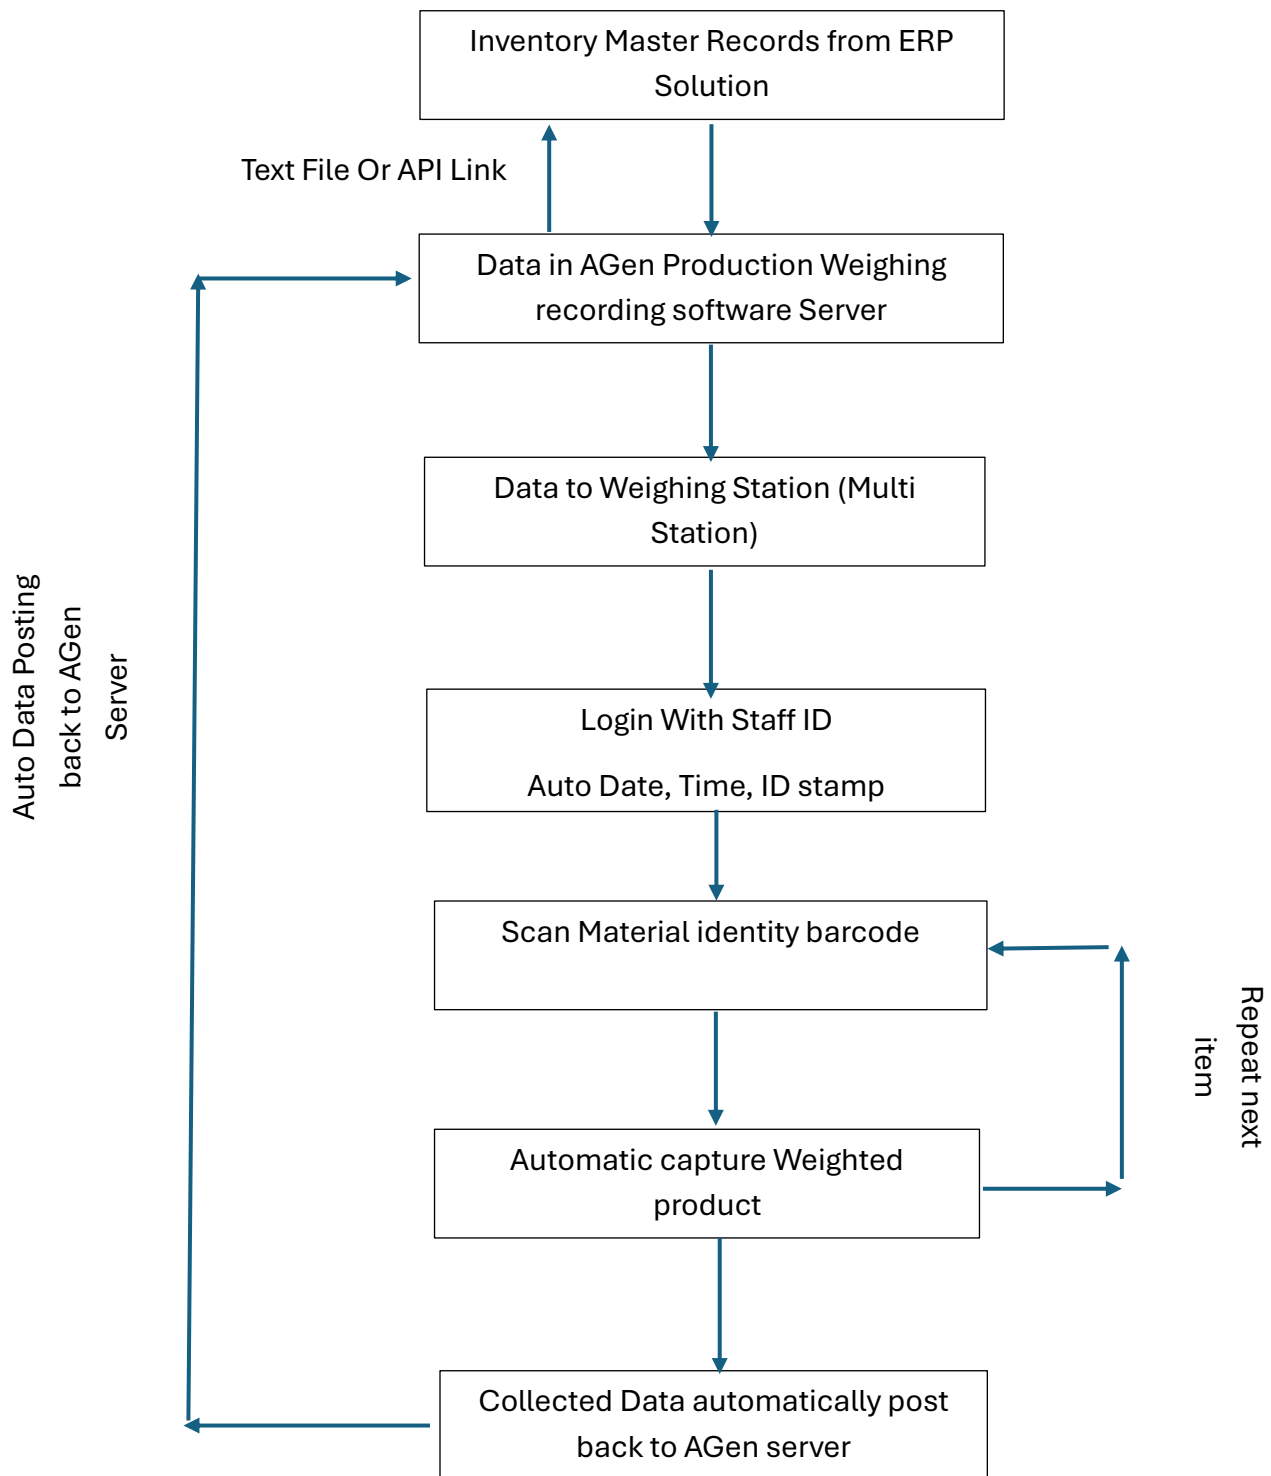 Inventory Master Records from ERP
Solution
Text File Or API Link
Data in AGen Production Weighing
recording software Server
Data to Weighing Station (Multi
Station)
Auto Data Posting
back to AGen
Server
Login With Staff ID
Auto Date, Time, ID stamp
Scan Material identity barcode
Repeat next
item
Automatic capture Weighted
product
Collected Data automatically post
back to AGen server